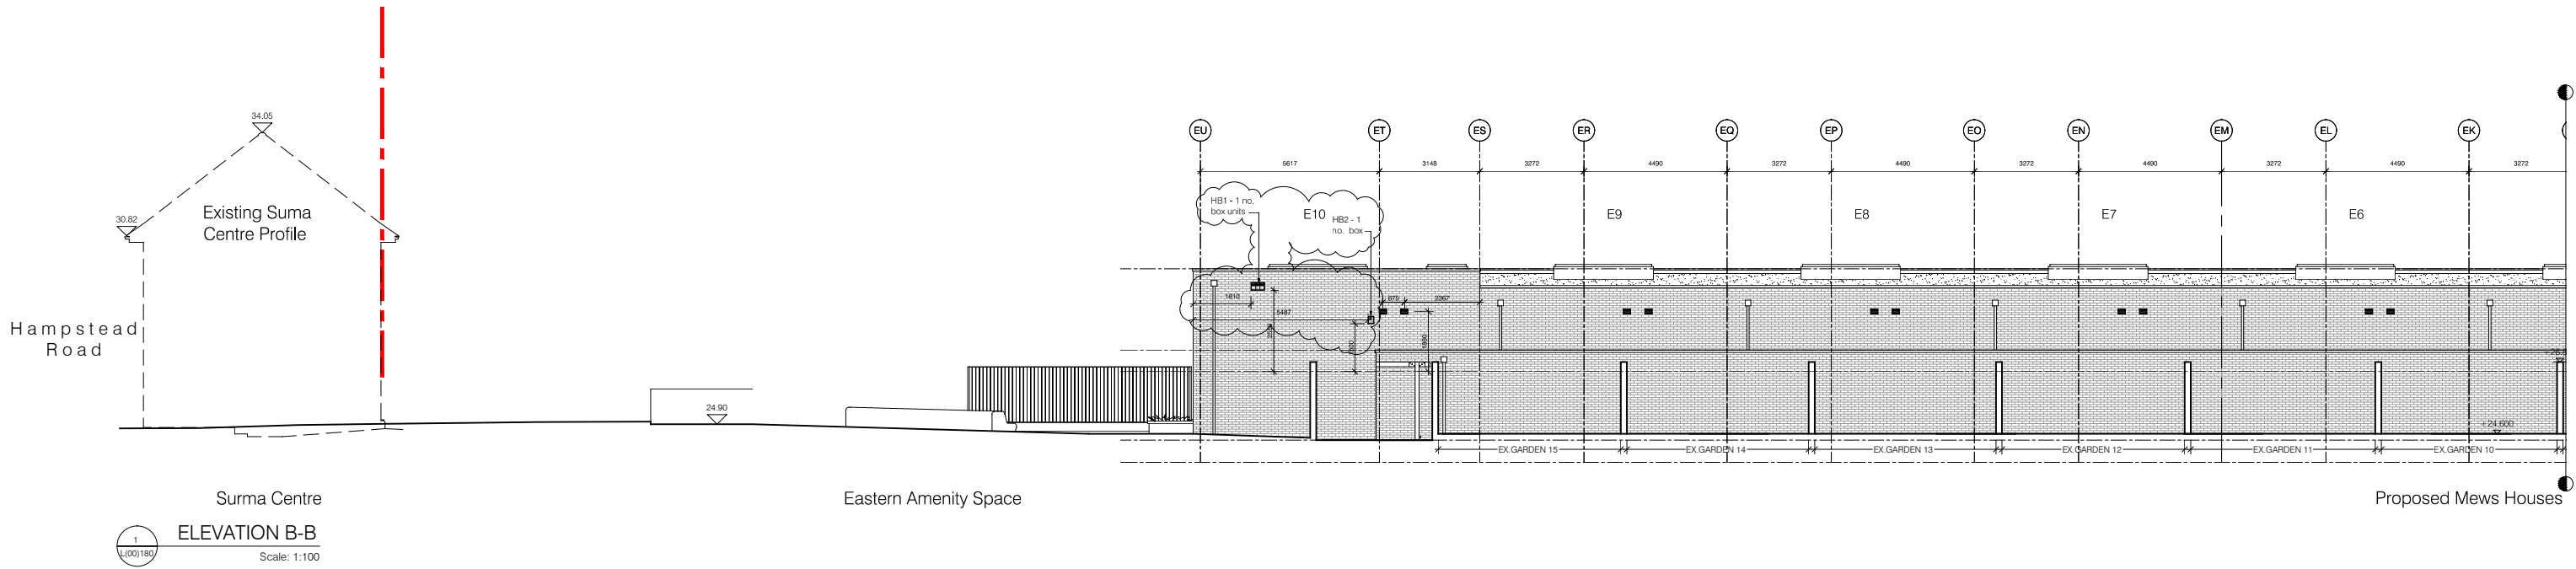 34.05
30.82
Existing Suma
Centre Profile
Hampstead
Road
24.90
EU
ET
ES
ER
EQ
EP
EO
EN
EM
EL
EK
5617
3148
3272
4490
3272
4490
3272
4490
3272
4490
3272
HB1 - 1 no.
box units
E10
HB2 - 1
no. box
E9
E8
E7
E6
1810
5487
675
2367
1930
+24.600
EX.GARDEN 15
EX.GARDEN 14
EX.GARDEN 13
EX.GARDEN 12
EX.GARDEN 11
EX.GARDEN 10
Surma Centre
Eastern Amenity Space
Proposed Mews Houses
1
L(00)180
ELEVATION B-B
Scale: 1:100